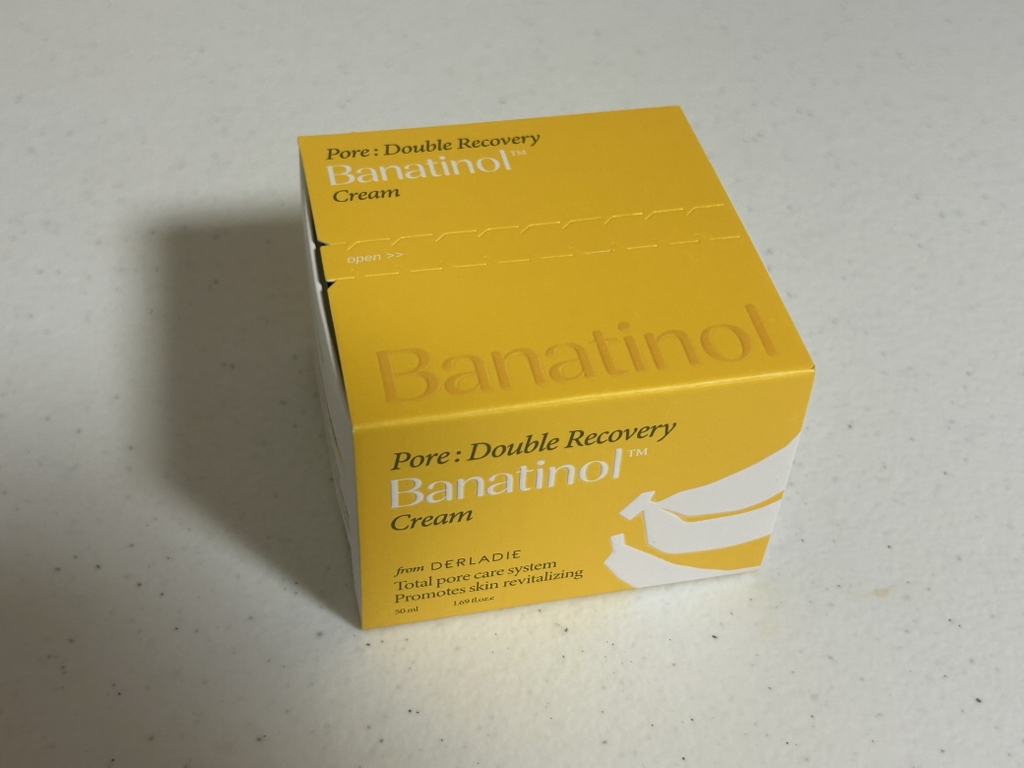 Pore : Double Recovery
Banatinol™
Cream
open >>
Banatinol
Pore : Double Recovery
Banatinol™
Cream
from DERLADIE
Total pore care system
Promotes skin revitalizing
50 ml 1.69 fl.oz.e